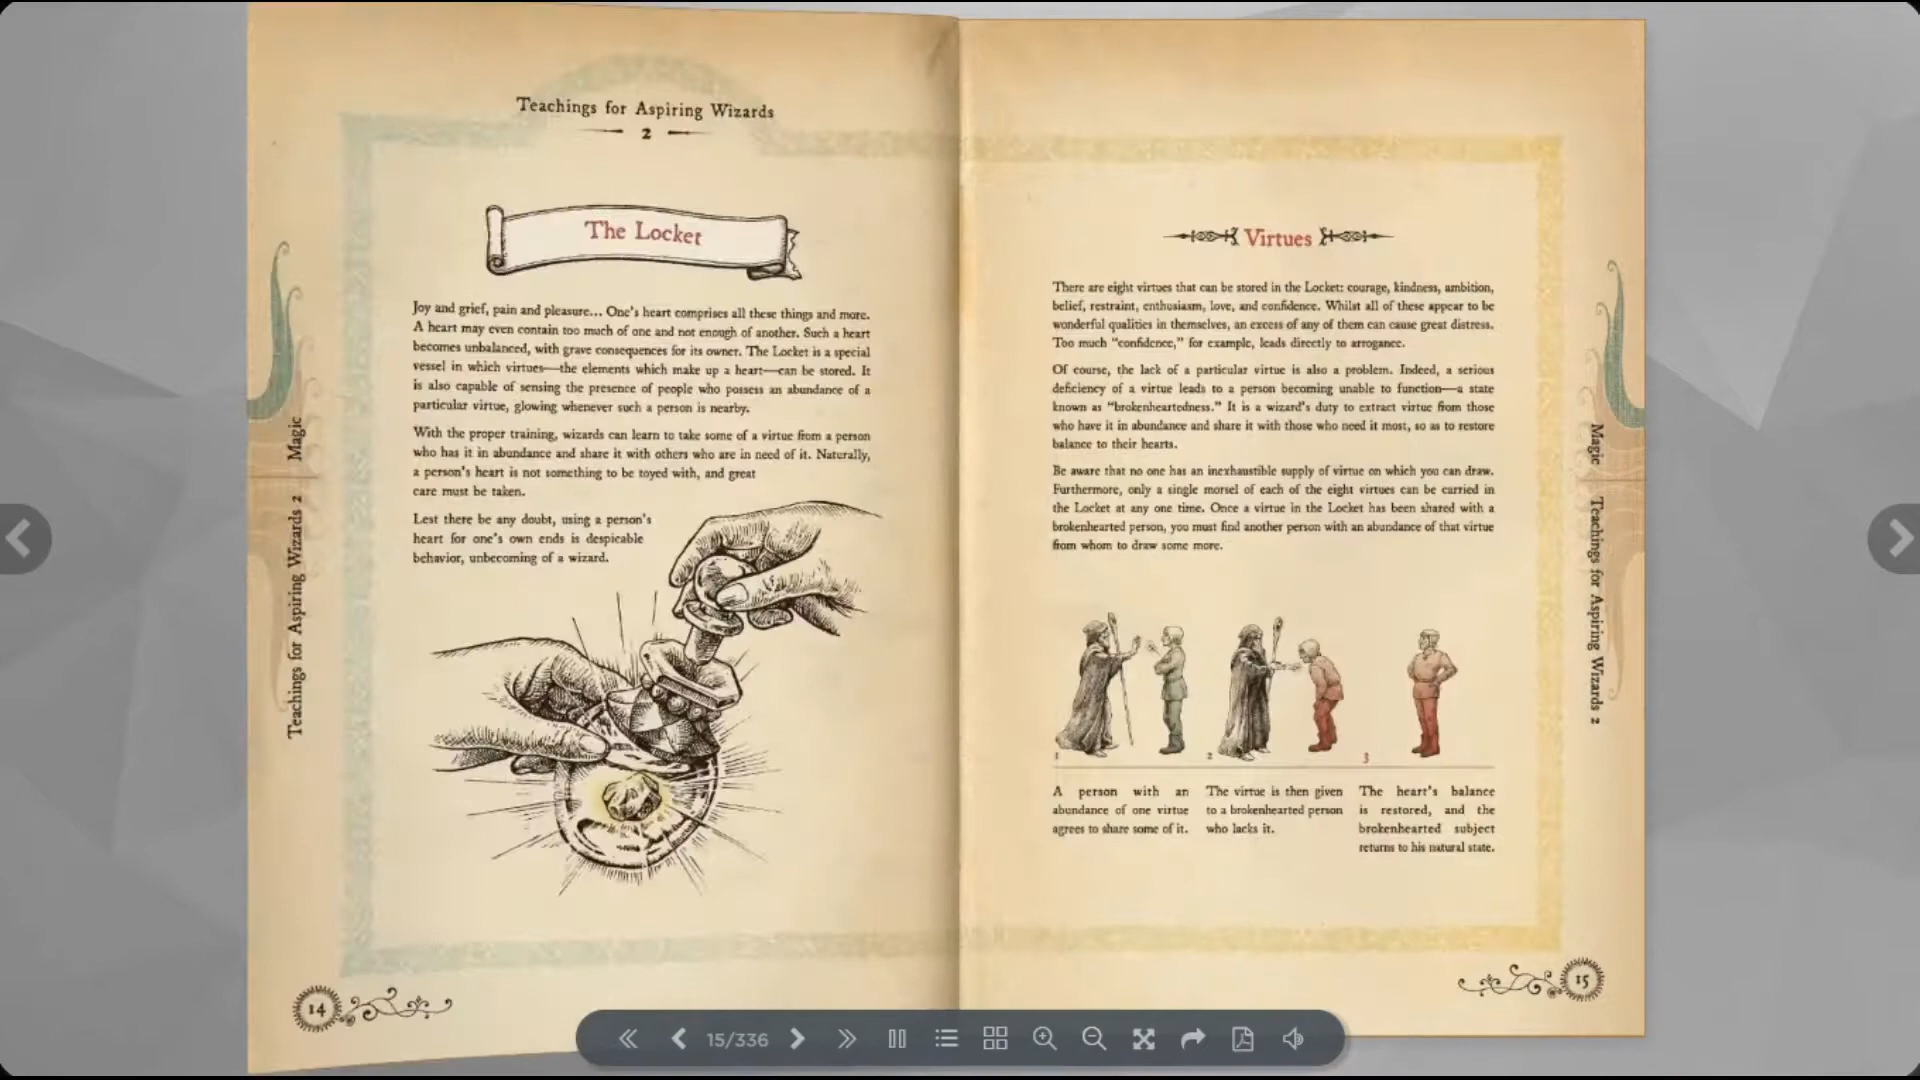 Teachings for Aspiring Wizards
2
The Locket
Joy and grief, pain and pleasure... One's heart comprises all these things and more.
A heart may even contain too much of one and not enough of another. Such a heart
becomes unbalanced, with grave consequences for its owner. The Locket is a special
vessel in which virtues—the elements which make up a heart—can be stored. It
is also capable of sensing the presence of people who possess an abundance of a
particular virtue, glowing whenever such a person is nearby.
With the proper training, wizards can learn to take some of a virtue from a person
who has it in abundance and share it with others who are in need of it. Naturally,
a person's heart is not something to be toyed with, and great
care must be taken.
Lest there be any doubt, using a person's
heart for one's own ends is despicable
behavior, unbecoming of a wizard.
Teachings for Aspiring Wizards 2 Magic
14
Virtues
There are eight virtues that can be stored in the Locket: courage, kindness, ambition,
belief, restraint, enthusiasm, love, and confidence. Whilst all of these appear to be
wonderful qualities in themselves, an excess of any of them can cause great distress.
Too much "confidence," for example, leads directly to arrogance.
Of course, the lack of a particular virtue is also a problem. Indeed, a serious
deficiency of a virtue leads to a person becoming unable to function—a state
known as "brokenheartedness." It is a wizard's duty to extract virtue from those
who have it in abundance and share it with those who need it most, so as to restore
balance to their hearts.
Be aware that no one has an inexhaustible supply of virtue on which you can draw.
Furthermore, only a single morsel of each of the eight virtues can be carried in
the Locket at any one time. Once a virtue in the Locket has been shared with a
brokenhearted person, you must find another person with an abundance of that virtue
from whom to draw some more.
1
A person with an
abundance of one virtue
agrees to share some of it.
2
The virtue is then given
to a brokenhearted person
who lacks it.
3
The heart's balance
is restored, and the
brokenhearted subject
returns to his natural state.
Magic Teachings for Aspiring Wizards 2
15
15/336